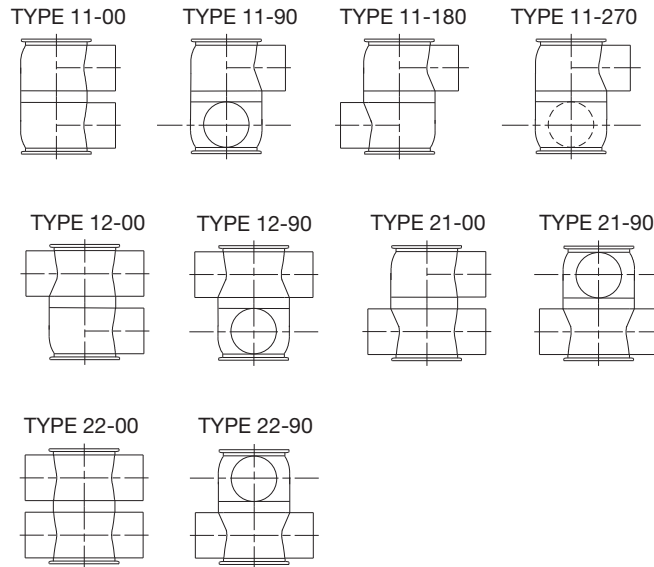 TYPE 11-00
TYPE 11-90
TYPE 11-180
TYPE 11-270
TYPE 12-00
TYPE 12-90
TYPE 21-00
TYPE 21-90
TYPE 22-00
TYPE 22-90